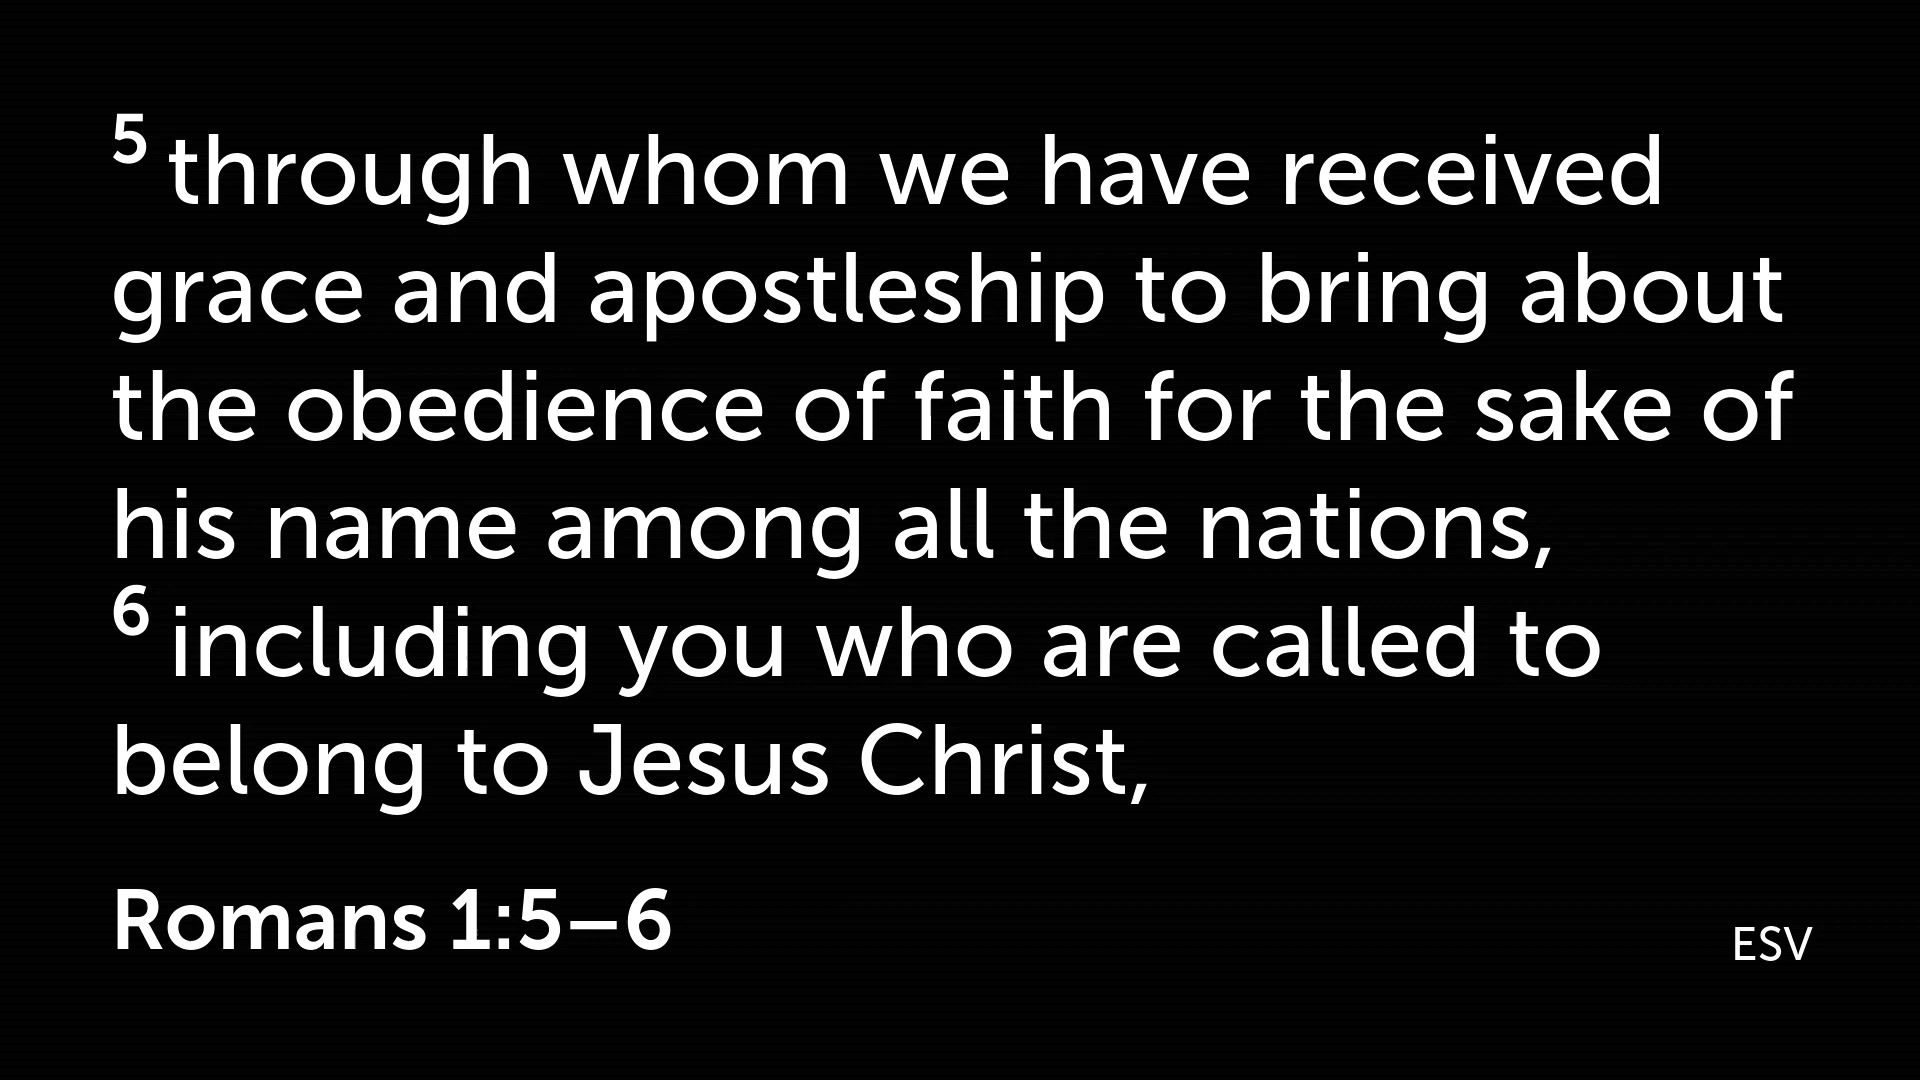 5 through whom we have received
grace and apostleship to bring about
the obedience of faith for the sake of
his name among all the nations,
6 including you who are called to
belong to Jesus Christ,
Romans 1:5–6
ESV